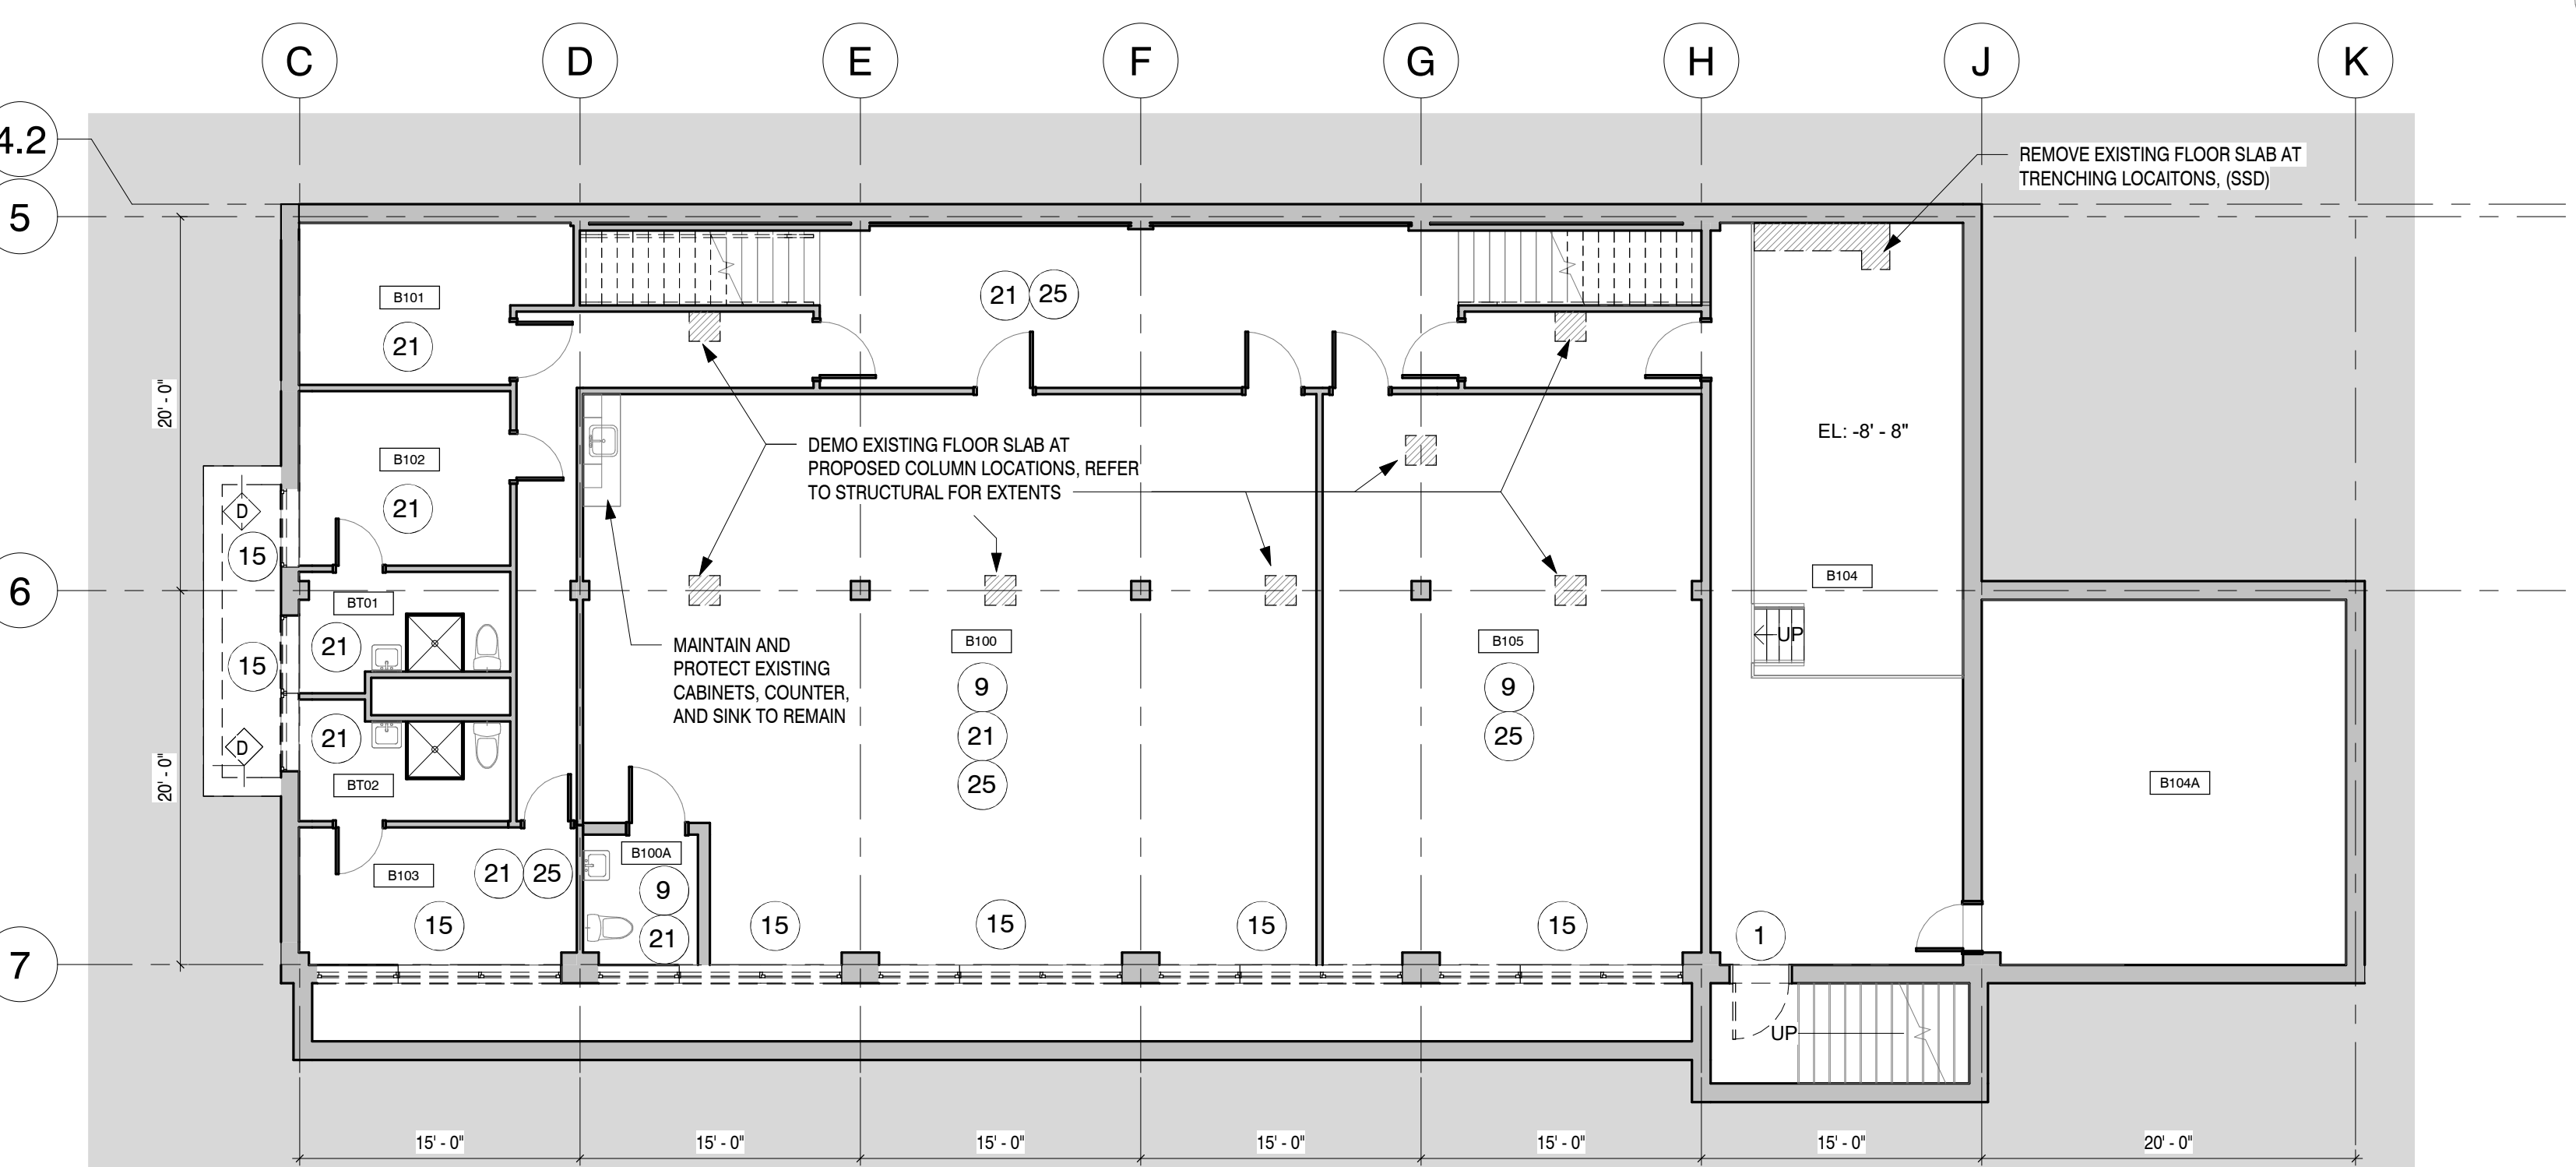 C D E F G H J K
4.2
5
REMOVE EXISTING FLOOR SLAB AT
TRENCHING LOCAITONS, (SSD)
B101
21
21 25
20' - 0"
B102
21
DEMO EXISTING FLOOR SLAB AT
PROPOSED COLUMN LOCATIONS, REFER
TO STRUCTURAL FOR EXTENTS
EL: -8' - 8"
D
15
6
BT01
21
15
B104
UP
MAINTAIN AND
PROTECT EXISTING
CABINETS, COUNTER,
AND SINK TO REMAIN
B100
9
21
25
B105
9
25
D
21
BT02
20' - 0"
B104A
B103
21 25
15
B100A
9
21
15
15
15
15
1
7
UP
15' - 0" 15' - 0" 15' - 0" 15' - 0" 15' - 0" 15' - 0" 20' - 0"